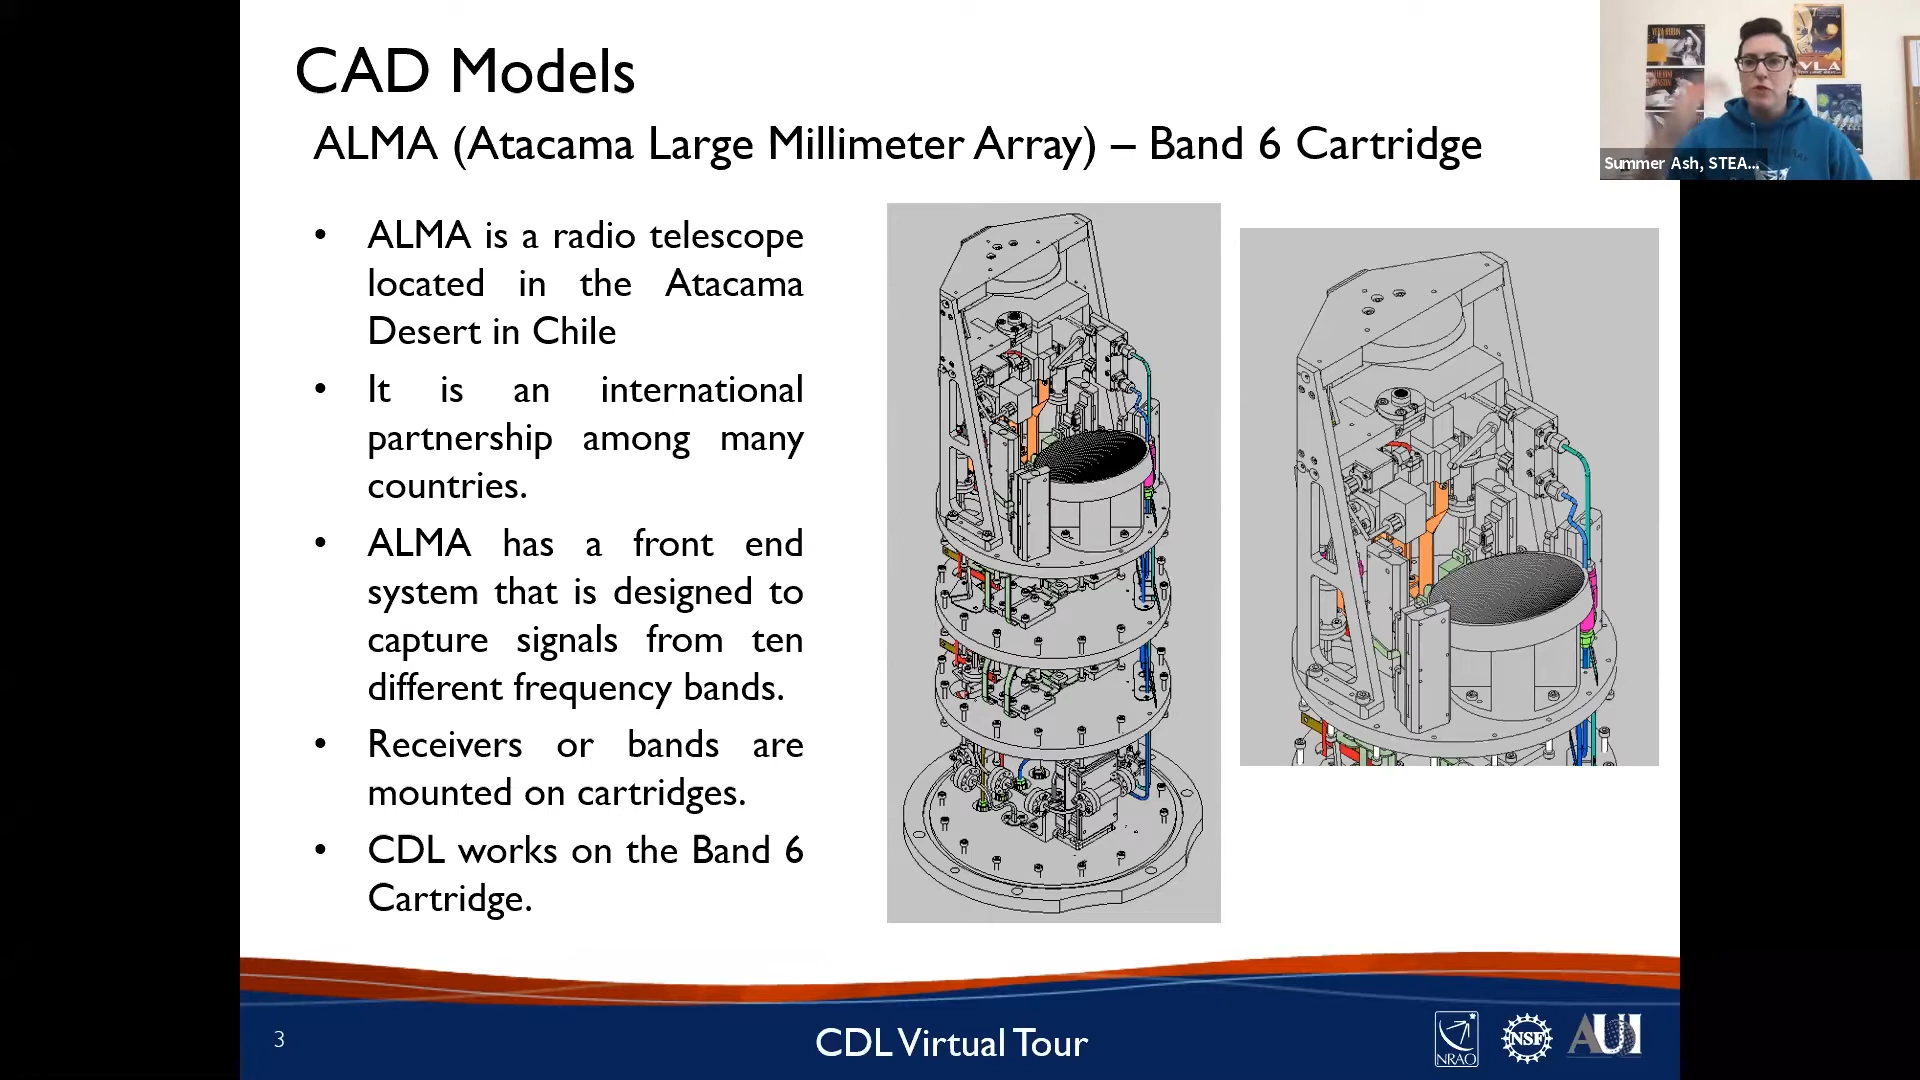 CAD Models
ALMA (Atacama Large Millimeter Array) – Band 6 Cartridge
• ALMA is a radio telescope
located in the Atacama
Desert in Chile
• It is an international
partnership among many
countries.
• ALMA has a front end
system that is designed to
capture signals from ten
different frequency bands.
• Receivers or bands are
mounted on cartridges.
• CDL works on the Band 6
Cartridge.
VLA
Summer Ash, STEA...
3
CDL Virtual Tour
NRAO
NSF
AUI